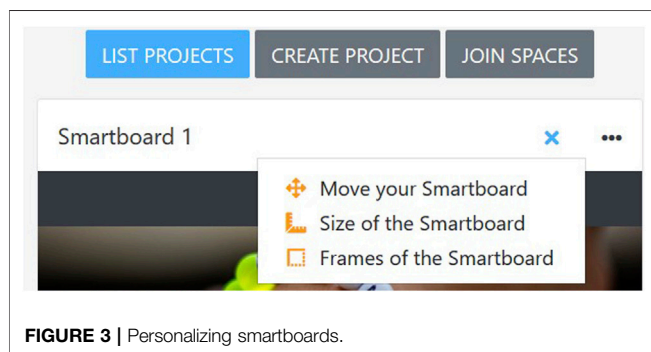 LIST PROJECTS CREATE PROJECT JOIN SPACES
Smartboard 1
Move your Smartboard
Size of the Smartboard
Frames of the Smartboard
FIGURE 3 | Personalizing smartboards.